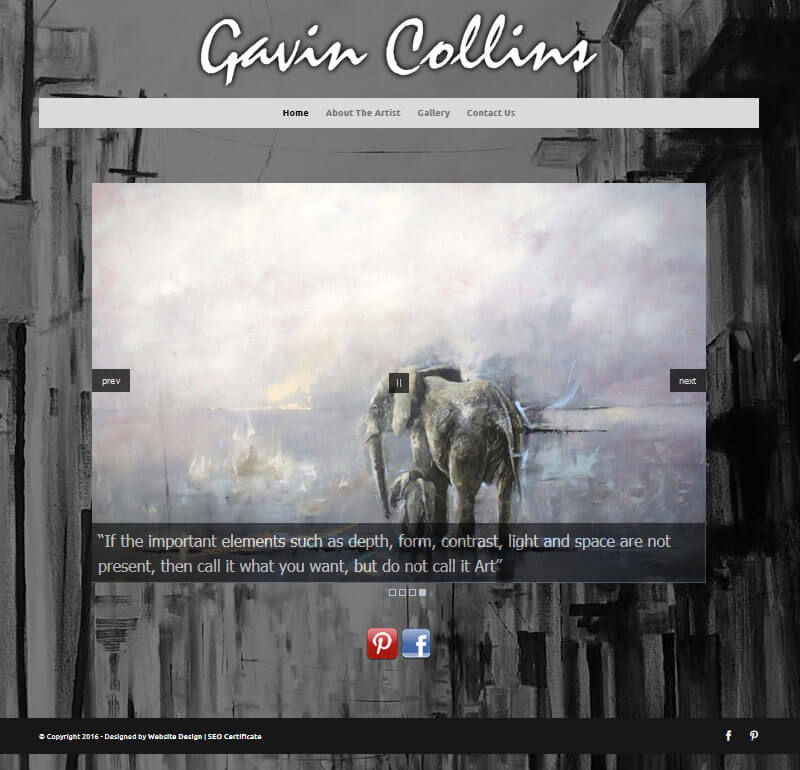 Gavin Collins
Home About The Artist Gallery Contact Us
prev
next
“If the important elements such as depth, form, contrast, light and space are not
present, then call it what you want, but do not call it Art”
© Copyright 2016 - Designed by Website Design | SEO Certificate